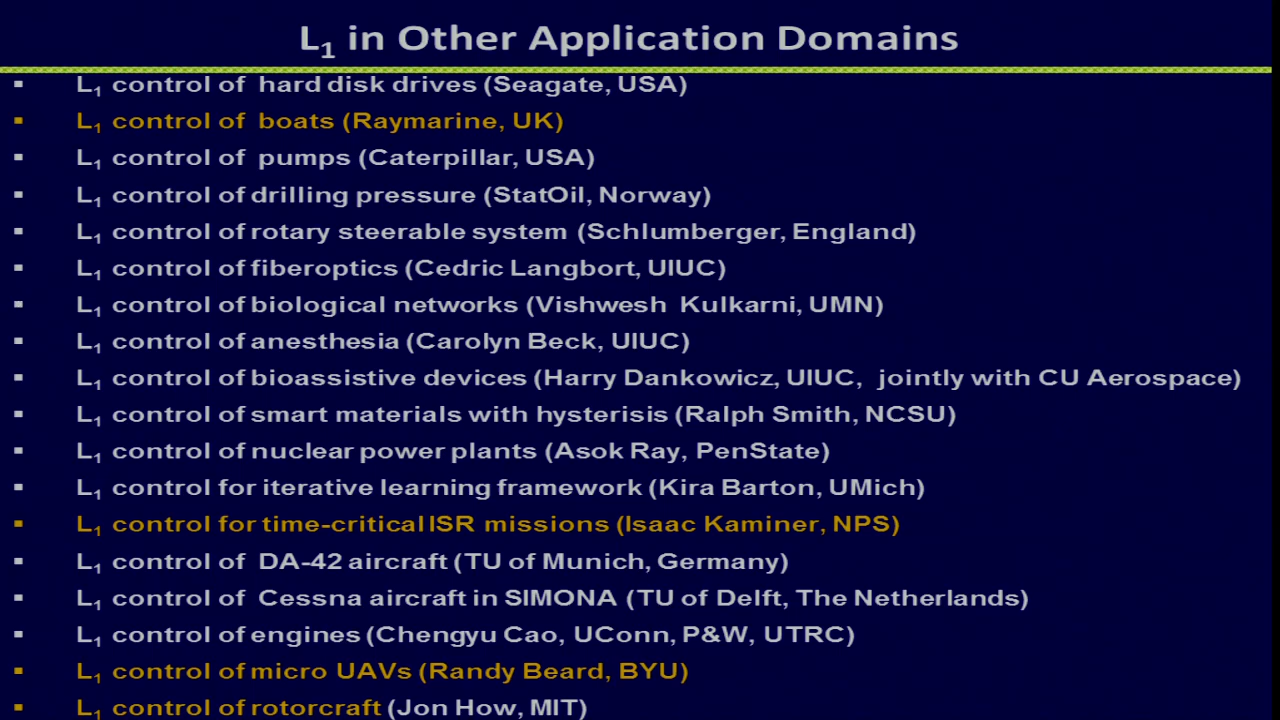 L₁ in Other Application Domains
▪ L₁ control of hard disk drives (Seagate, USA)
▪ L₁ control of boats (Raymarine, UK)
▪ L₁ control of pumps (Caterpillar, USA)
▪ L₁ control of drilling pressure (StatOil, Norway)
▪ L₁ control of rotary steerable system (Schlumberger, England)
▪ L₁ control of fiberoptics (Cedric Langbort, UIUC)
▪ L₁ control of biological networks (Vishwesh Kulkarni, UMN)
▪ L₁ control of anesthesia (Carolyn Beck, UIUC)
▪ L₁ control of bioassistive devices (Harry Dankowicz, UIUC, jointly with CU Aerospace)
▪ L₁ control of smart materials with hysterisis (Ralph Smith, NCSU)
▪ L₁ control of nuclear power plants (Asok Ray, PenState)
▪ L₁ control for iterative learning framework (Kira Barton, UMich)
▪ L₁ control for time-critical ISR missions (Isaac Kaminer, NPS)
▪ L₁ control of DA-42 aircraft (TU of Munich, Germany)
▪ L₁ control of Cessna aircraft in SIMONA (TU of Delft, The Netherlands)
▪ L₁ control of engines (Chengyu Cao, UConn, P&W, UTRC)
▪ L₁ control of micro UAVs (Randy Beard, BYU)
▪ L₁ control of rotorcraft (Jon How, MIT)